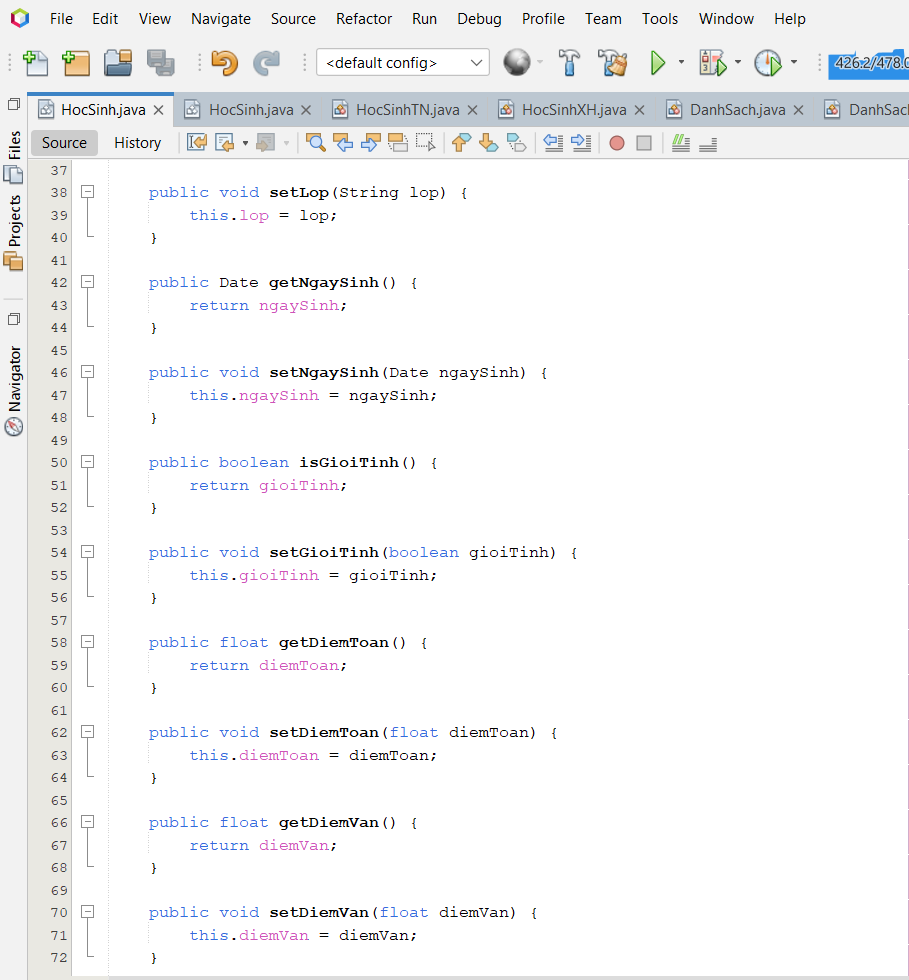 File Edit View Navigate Source Refactor Run Debug Profile Team Tools Window Help
<default config>
426.2/478.0
HocSinh.java HocSinh.java HocSinhTN.java HocSinhXH.java DanhSach.java DanhSac
Source History
Files
Projects
Navigator
37
38 public void setLop(String lop) {
39 this.lop = lop;
40 }
41
42 public Date getNgaySinh() {
43 return ngaySinh;
44 }
45
46 public void setNgaySinh(Date ngaySinh) {
47 this.ngaySinh = ngaySinh;
48 }
49
50 public boolean isGioiTinh() {
51 return gioiTinh;
52 }
53
54 public void setGioiTinh(boolean gioiTinh) {
55 this.gioiTinh = gioiTinh;
56 }
57
58 public float getDiemToan() {
59 return diemToan;
60 }
61
62 public void setDiemToan(float diemToan) {
63 this.diemToan = diemToan;
64 }
65
66 public float getDiemVan() {
67 return diemVan;
68 }
69
70 public void setDiemVan(float diemVan) {
71 this.diemVan = diemVan;
72 }